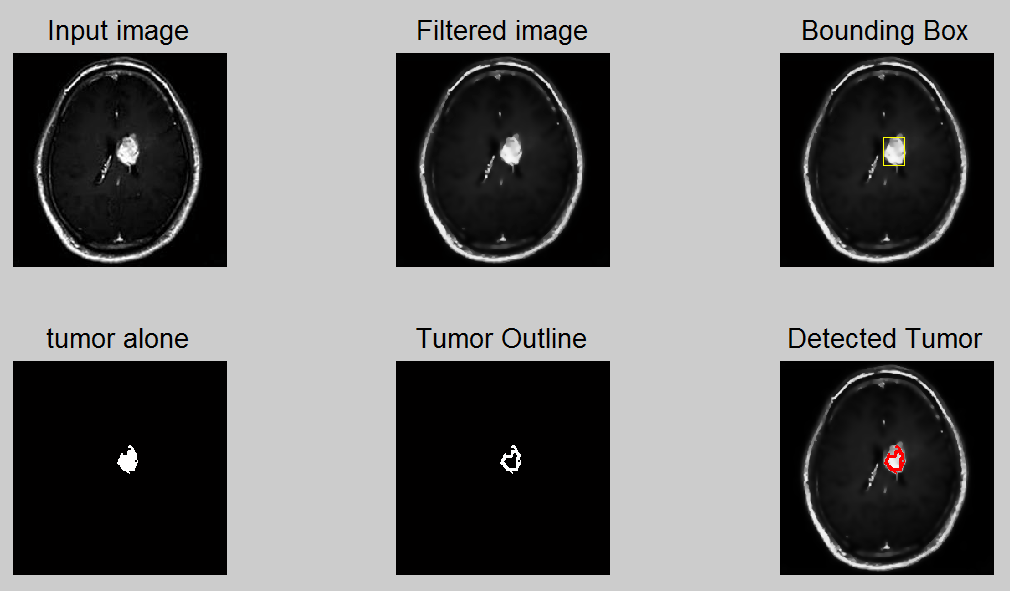 Input image
Filtered image
Bounding Box
tumor alone
Tumor Outline
Detected Tumor